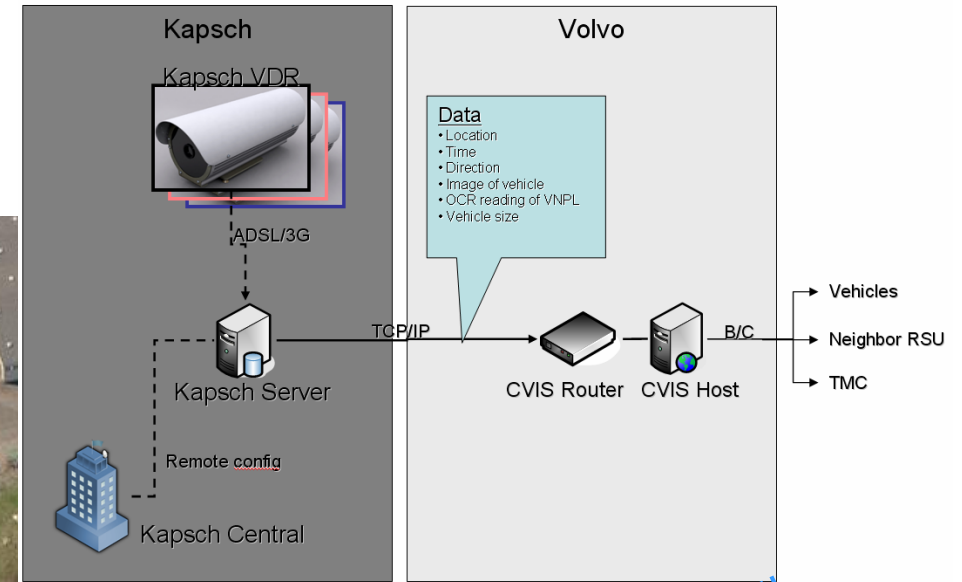 Kapsch
Kapsch VDR
ADSL/3G
Kapsch Server
Remote config
Kapsch Central
TCP/IP
Volvo
Data
• Location
• Time
• Direction
• Image of vehicle
• OCR reading of VNPL
• Vehicle size
CVIS Router
CVIS Host
B/C
Vehicles
Neighbor RSU
TMC